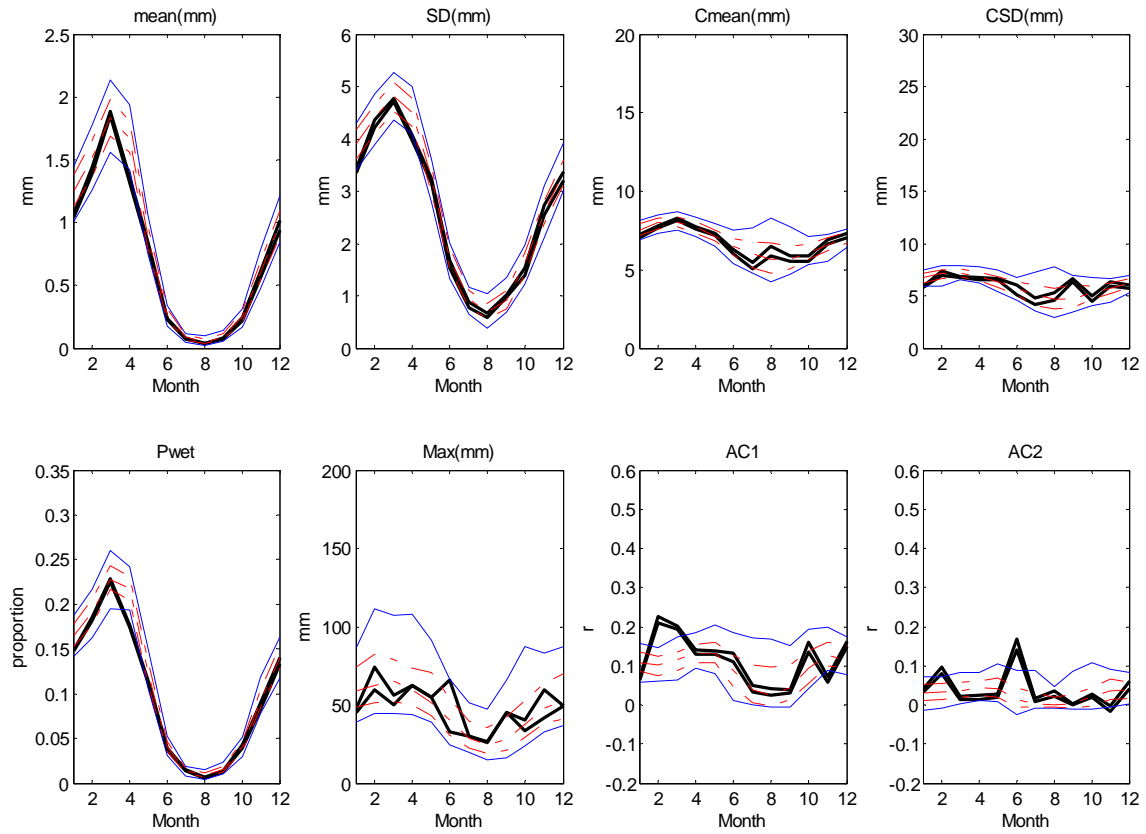 mean(mm) SD(mm) Cmean(mm) CSD(mm)
2.5 6 20 30
25
5
2
15
20
4
1.5
mm mm mm mm
3 10 15
1
10
2
5
0.5
5
1
0 0 0 0
2 4 6 8 10 12 2 4 6 8 10 12 2 4 6 8 10 12 2 4 6 8 10 12
Month Month Month Month
Pwet Max(mm) AC1 AC2
0.35 200 0.6 0.6
0.3 0.5 0.5
150
0.25 0.4 0.4
0.2 0.3 0.3
proportion mm 100 r r
0.15 0.2 0.2
0.1 0.1 0.1
50
0.05 0 0
-0.1 -0.1
0 0 -0.2 -0.2
2 4 6 8 10 12 2 4 6 8 10 12 2 4 6 8 10 12 2 4 6 8 10 12
Month Month Month Month